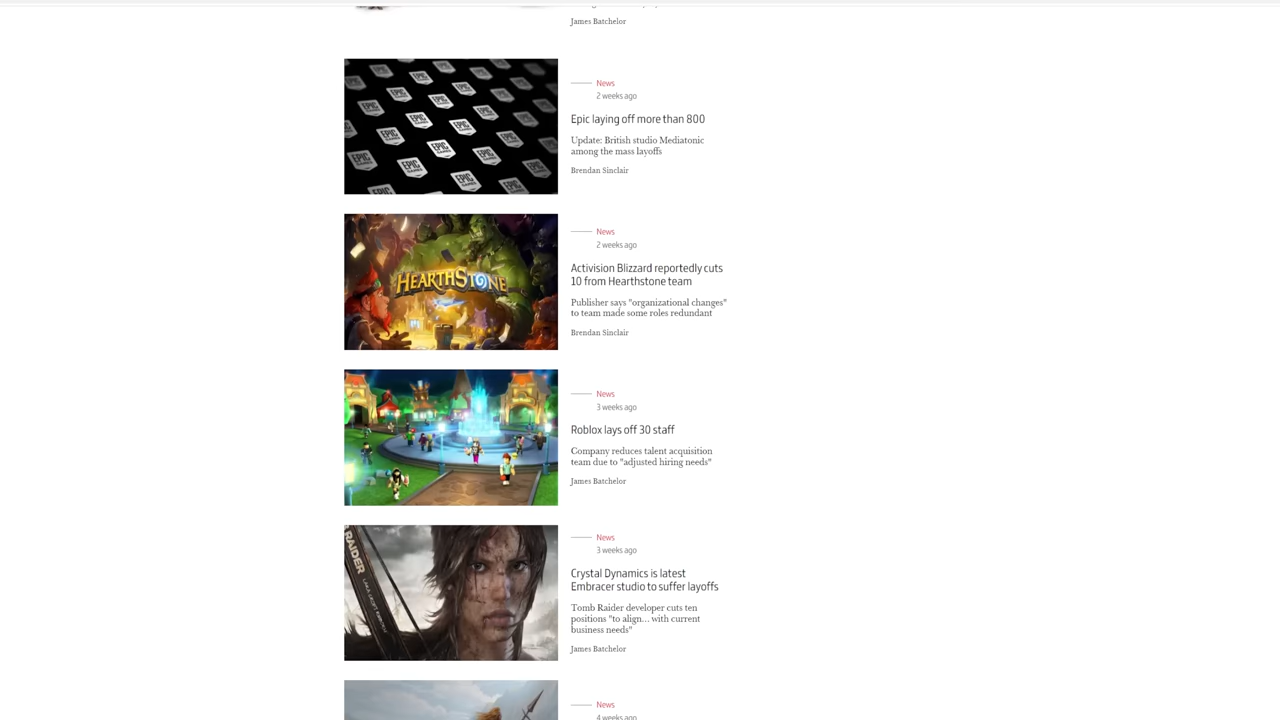 James Batchelor
News
2 weeks ago
Epic laying off more than 800
Update: British studio Mediatonic
among the mass layoffs
Brendan Sinclair
EPIC
GAMES
News
2 weeks ago
Activision Blizzard reportedly cuts
10 from Hearthstone team
Publisher says "organizational changes"
to team made some roles redundant
Brendan Sinclair
HEARTHSTONE
News
3 weeks ago
Roblox lays off 30 staff
Company reduces talent acquisition
team due to "adjusted hiring needs"
James Batchelor
News
3 weeks ago
Crystal Dynamics is latest
Embracer studio to suffer layoffs
Tomb Raider developer cuts ten
positions "to align... with current
business needs"
James Batchelor
RAIDER
News
4 weeks ago